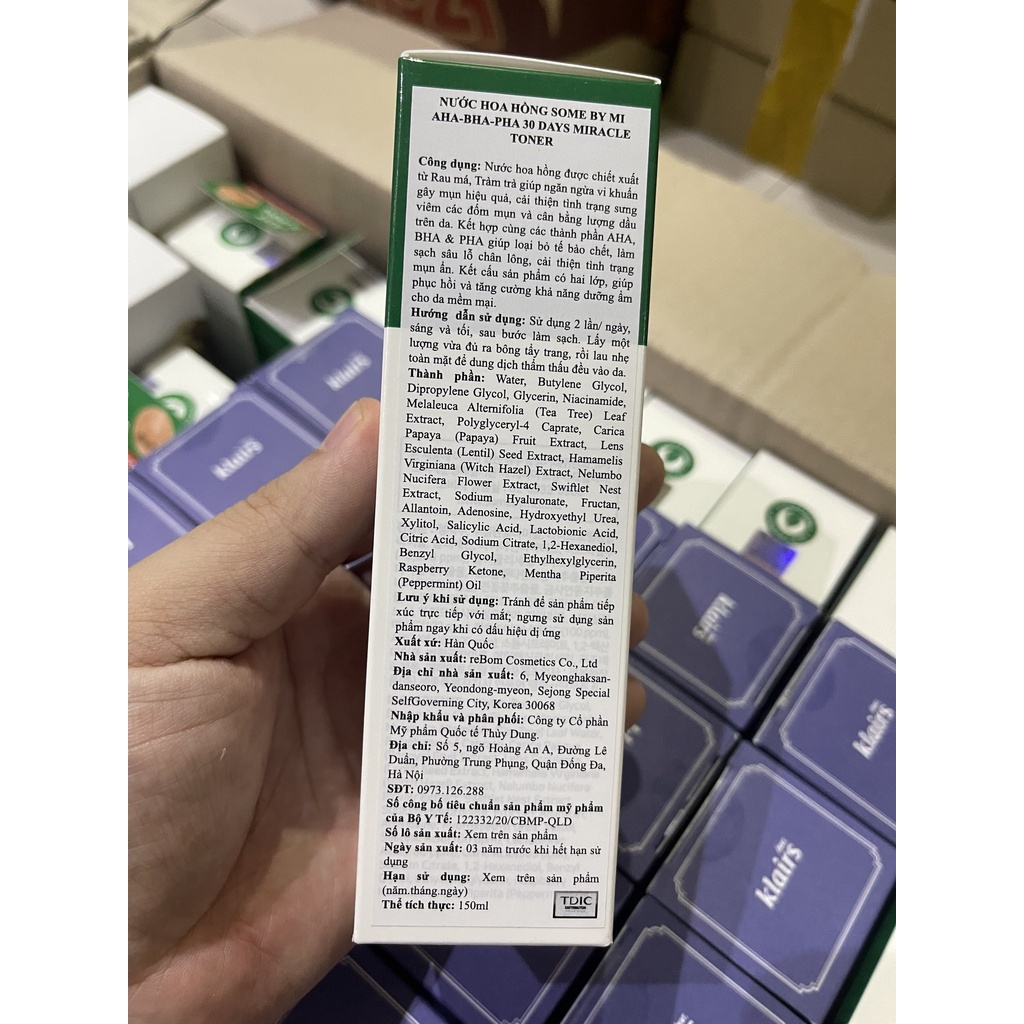 NƯỚC HOA HỒNG SOME BY MI
AHA-BHA-PHA 30 DAYS MIRACLE
TONER
Công dụng: Nước hoa hồng được chiết xuất
từ Rau má, Tràm trà giúp ngăn ngừa vi khuẩn
gây mụn hiệu quả, cải thiện tình trạng sưng
viêm các đốm mụn và cân bằng lượng dầu
trên da. Kết hợp cùng các thành phần AHA,
BHA & PHA giúp loại bỏ tế bào chết, làm
sạch sâu lỗ chân lông, cải thiện tình trạng
mụn ẩn. Kết cấu sản phẩm có hai lớp, giúp
phục hồi và tăng cường khả năng dưỡng ẩm
cho da mềm mại.
Hướng dẫn sử dụng: Sử dụng 2 lần/ ngày,
sáng và tối, sau bước làm sạch. Lấy một
lượng vừa đủ ra bông tẩy trang, rồi lau nhẹ
toàn mặt để dung dịch thẩm thấu đều vào da.
Thành phần: Water, Butylene Glycol,
Dipropylene Glycol, Glycerin, Niacinamide,
Melaleuca Alternifolia (Tea Tree) Leaf
Extract, Polyglyceryl-4 Caprate, Carica
Papaya (Papaya) Fruit Extract, Lens
Esculenta (Lentil) Seed Extract, Hamamelis
Virginiana (Witch Hazel) Extract, Nelumbo
Nucifera Flower Extract, Swiftlet Nest
Extract, Sodium Hyaluronate, Fructan,
Allantoin, Adenosine, Hydroxyethyl Urea,
Xylitol, Salicylic Acid, Lactobionic Acid,
Citric Acid, Sodium Citrate, 1,2-Hexanediol,
Benzyl Glycol, Ethylhexylglycerin,
Raspberry Ketone, Mentha Piperita
(Peppermint) Oil
Lưu ý khi sử dụng: Tránh để sản phẩm tiếp
xúc trực tiếp với mắt; ngưng sử dụng sản
phẩm ngay khi có dấu hiệu dị ứng
Xuất xứ: Hàn Quốc
Nhà sản xuất: reBom Cosmetics Co., Ltd
Địa chỉ nhà sản xuất: 6, Myeonghaksan-
danseoro, Yeondong-myeon, Sejong Special
SelfGoverning City, Korea 30068
Nhập khẩu và phân phối: Công ty Cổ phần
Mỹ phẩm Quốc tế Thùy Dung.
Địa chỉ: Số 5, ngõ Hoàng An A, Đường Lê
Duẩn, Phường Trung Phụng, Quận Đống Đa,
Hà Nội
SĐT: 0973.126.288
Số công bố tiêu chuẩn sản phẩm mỹ phẩm
của Bộ Y Tế: 122332/20/CBMP-QLD
Số lô sản xuất: Xem trên sản phẩm
Ngày sản xuất: 03 năm trước khi hết hạn sử
dụng
Hạn sử dụng: Xem trên sản phẩm
(năm.tháng.ngày)
Thể tích thực: 150ml
TDIC
klairs
klairs
klairs
klairs
klairs